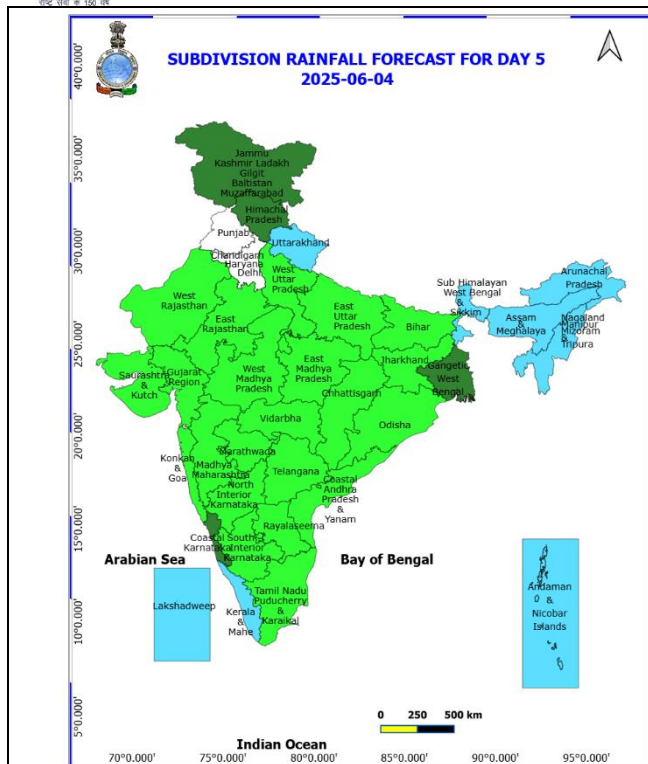 राष्ट्र सेवा के 150 वर्ष
SUBDIVISION RAINFALL FORECAST FOR DAY 5
2025-06-04
40°0.000'
35°0.000'
30°0.000'
25°0.000'
20°0.000'
15°0.000'
10°0.000'
5°0.000'
Jammu
Kashmir Ladakh
Gilgit
Baltistan
Muzaffarabad
Himachal
Pradesh
Punjab
Uttarakhand
Chandigarh
Haryana
Delhi
West
Uttar
Pradesh
Arunachal
Pradesh
Sub Himalayan
West Bengal
&
Sikkim
West
Rajasthan
East
Rajasthan
East
Uttar
Pradesh
Bihar
Assam
&
Meghalaya
Nagaland
Manipur
Mizoram
&
Tripura
Saurashtra
&
Kutch
Gujarat
Region
West
Madhya
Pradesh
East
Madhya
Pradesh
Jharkhand
Gangetic
West
Bengal
Chhattisgarh
Vidarbha
Odisha
Konkan
&
Goa
Madhya
Maharashtra
Marathwada
Telangana
North
Interior
Karnataka
Coastal
Andhra
Pradesh
&
Yanam
Rayalaseema
Coastal
Karnataka
South
Interior
Karnataka
Arabian Sea
Bay of Bengal
Lakshadweep
Kerala
&
Mahe
Tamil Nadu
Puducherry
&
Karaikal
Andaman
&
Nicobar
Islands
0 250 500 km
Indian Ocean
70°0.000' 75°0.000' 80°0.000' 85°0.000' 90°0.000' 95°0.000'